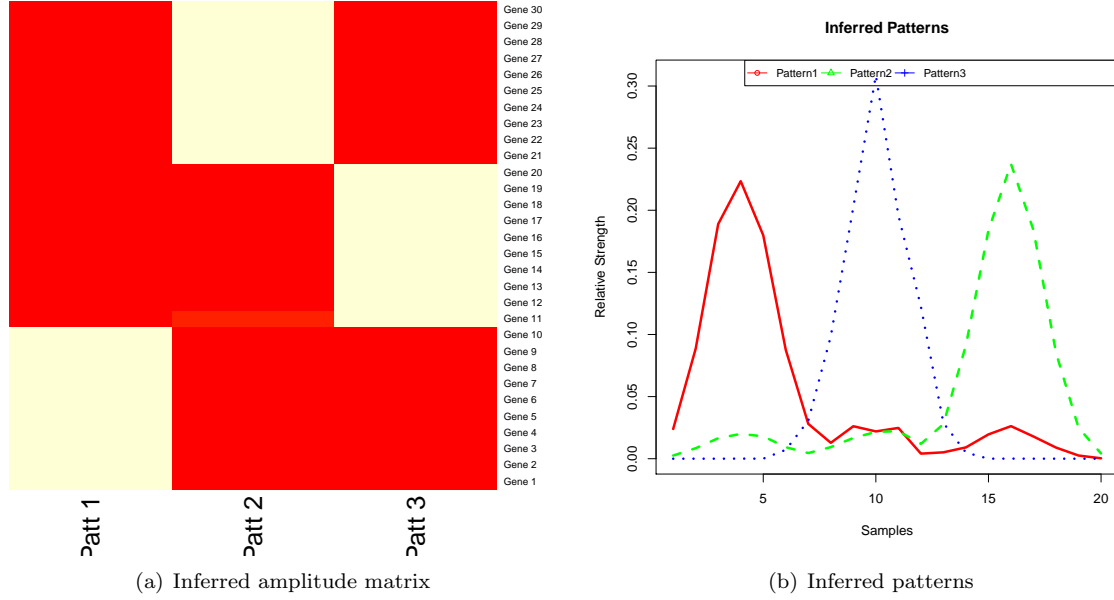 Gene 30
Gene 29
Gene 28
Gene 27
Gene 26
Gene 25
Gene 24
Gene 23
Gene 22
Gene 21
Gene 20
Gene 19
Gene 18
Gene 17
Gene 16
Gene 15
Gene 14
Gene 13
Gene 12
Gene 11
Gene 10
Gene 9
Gene 8
Gene 7
Gene 6
Gene 5
Gene 4
Gene 3
Gene 2
Gene 1
Patt 1
Patt 2
Patt 3
(a) Inferred amplitude matrix
Inferred Patterns
Pattern1 Pattern2 Pattern3
Relative Strength
0.30
0.25
0.20
0.15
0.10
0.05
0.00
5 10 15 20
Samples
(b) Inferred patterns